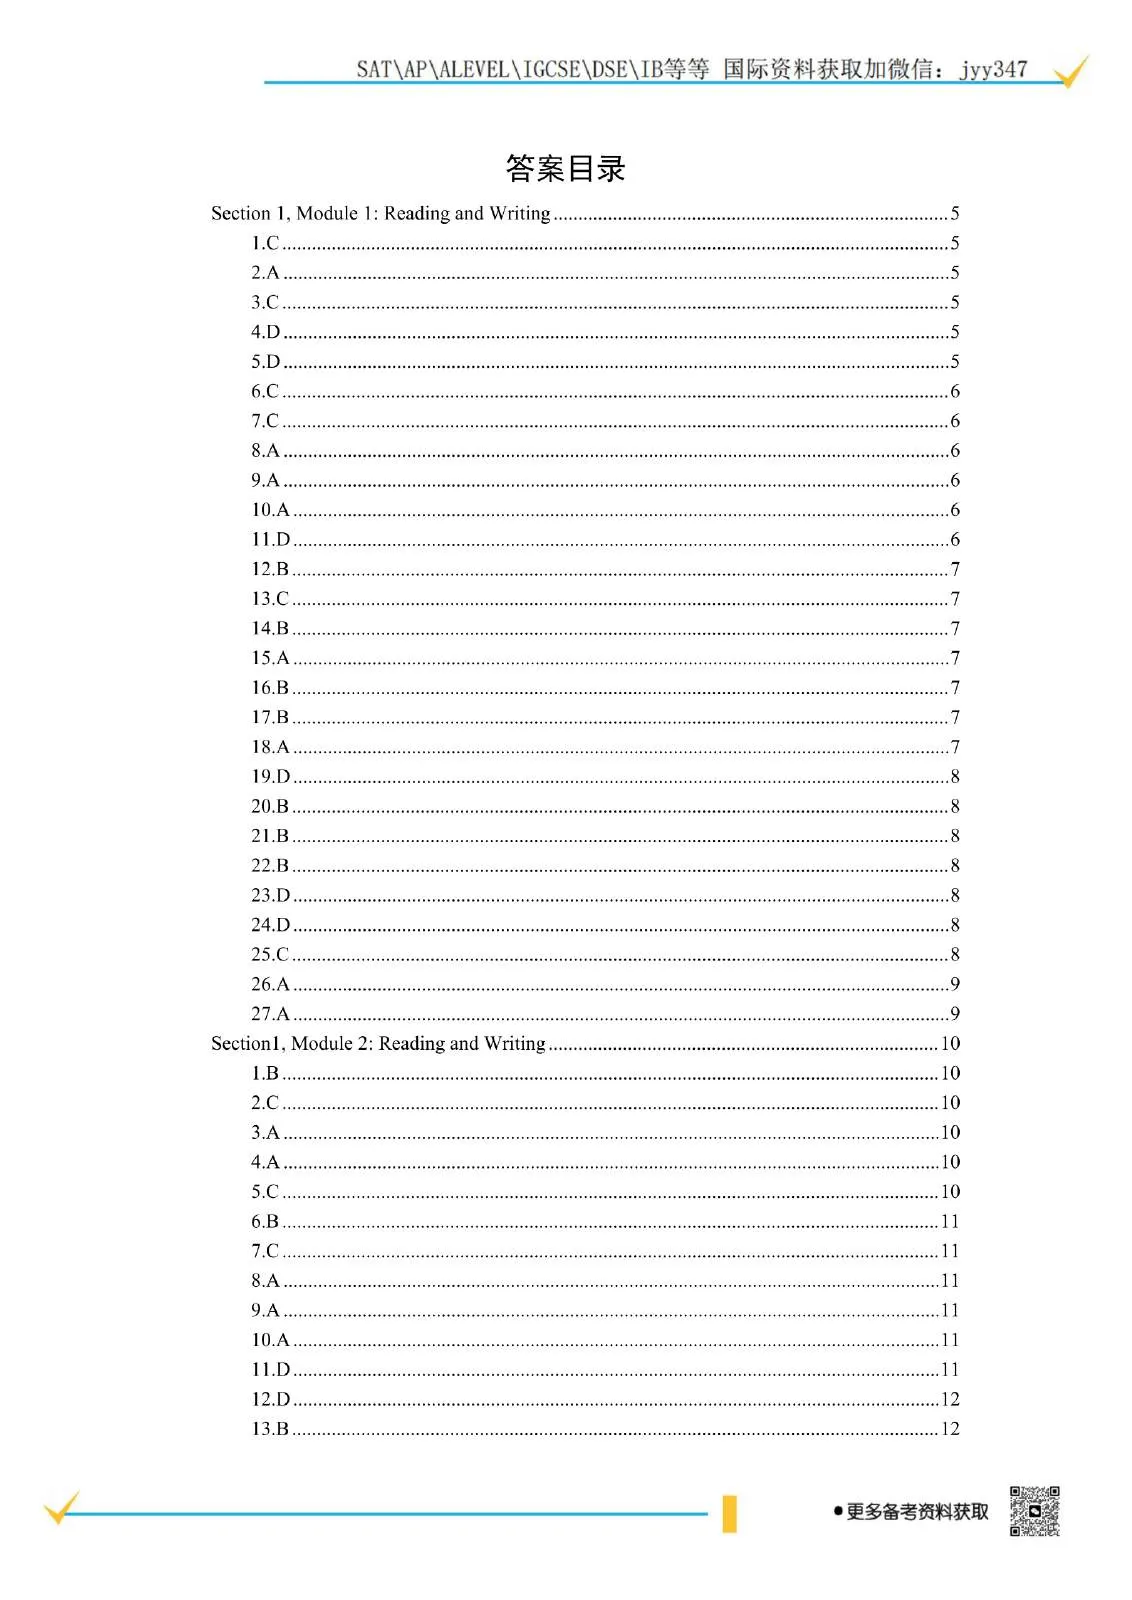 SAT\AP\ALEVEL\IGCSE\DSE\IB等等 国际资料获取加微信：jyy347
答案目录
Section 1, Module 1: Reading and Writing 5
1.C 5
2.A 5
3.C 5
4.D 5
5.D 5
6.C 6
7.C 6
8.A 6
9.A 6
10.A 6
11.D 6
12.B 7
13.C 7
14.B 7
15.A 7
16.B 7
17.B 7
18.A 7
19.D 8
20.B 8
21.B 8
22.B 8
23.D 8
24.D 8
25.C 8
26.A 9
27.A 9
Section1, Module 2: Reading and Writing 10
1.B 10
2.C 10
3.A 10
4.A 10
5.C 10
6.B 11
7.C 11
8.A 11
9.A 11
10.A 11
11.D 11
12.D 12
13.B 12
•更多备考资料获取